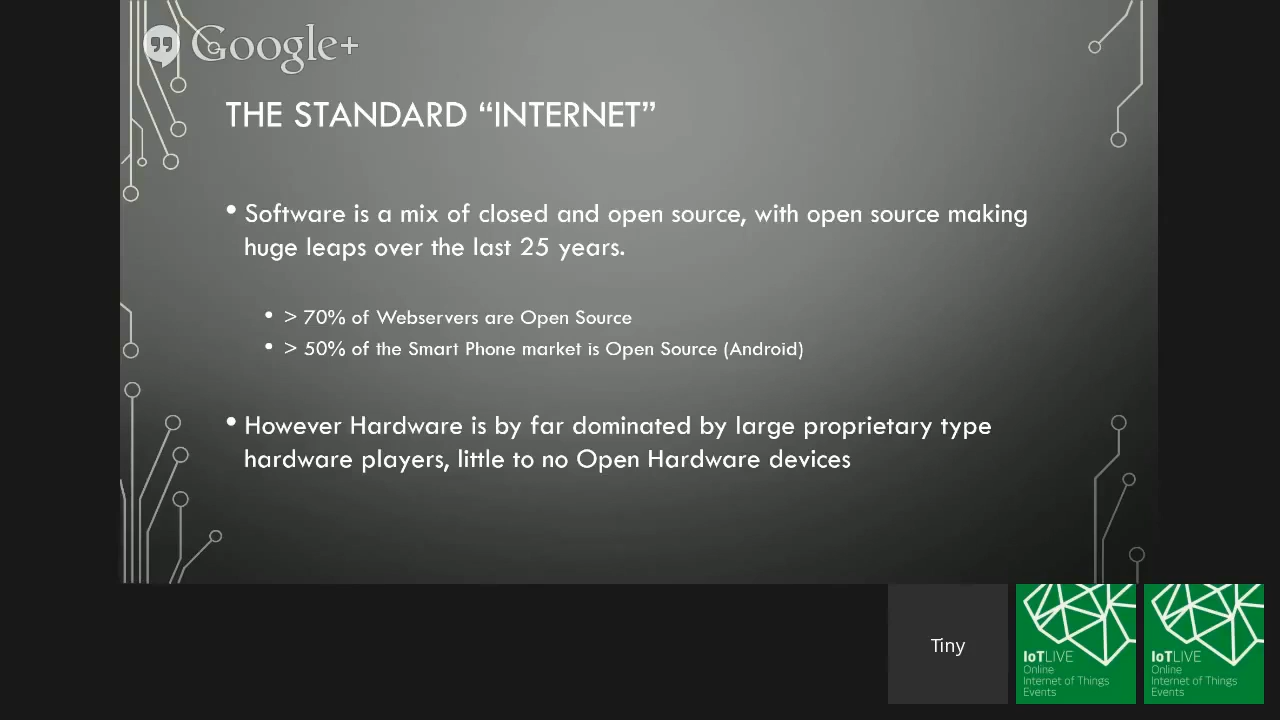 Google+
THE STANDARD “INTERNET”
• Software is a mix of closed and open source, with open source making
huge leaps over the last 25 years.
• > 70% of Webservers are Open Source
• > 50% of the Smart Phone market is Open Source (Android)
• However Hardware is by far dominated by large proprietary type
hardware players, little to no Open Hardware devices
Tiny
IoTLIVE
Online
Internet of Things
Events
IoTLIVE
Online
Internet of Things
Events